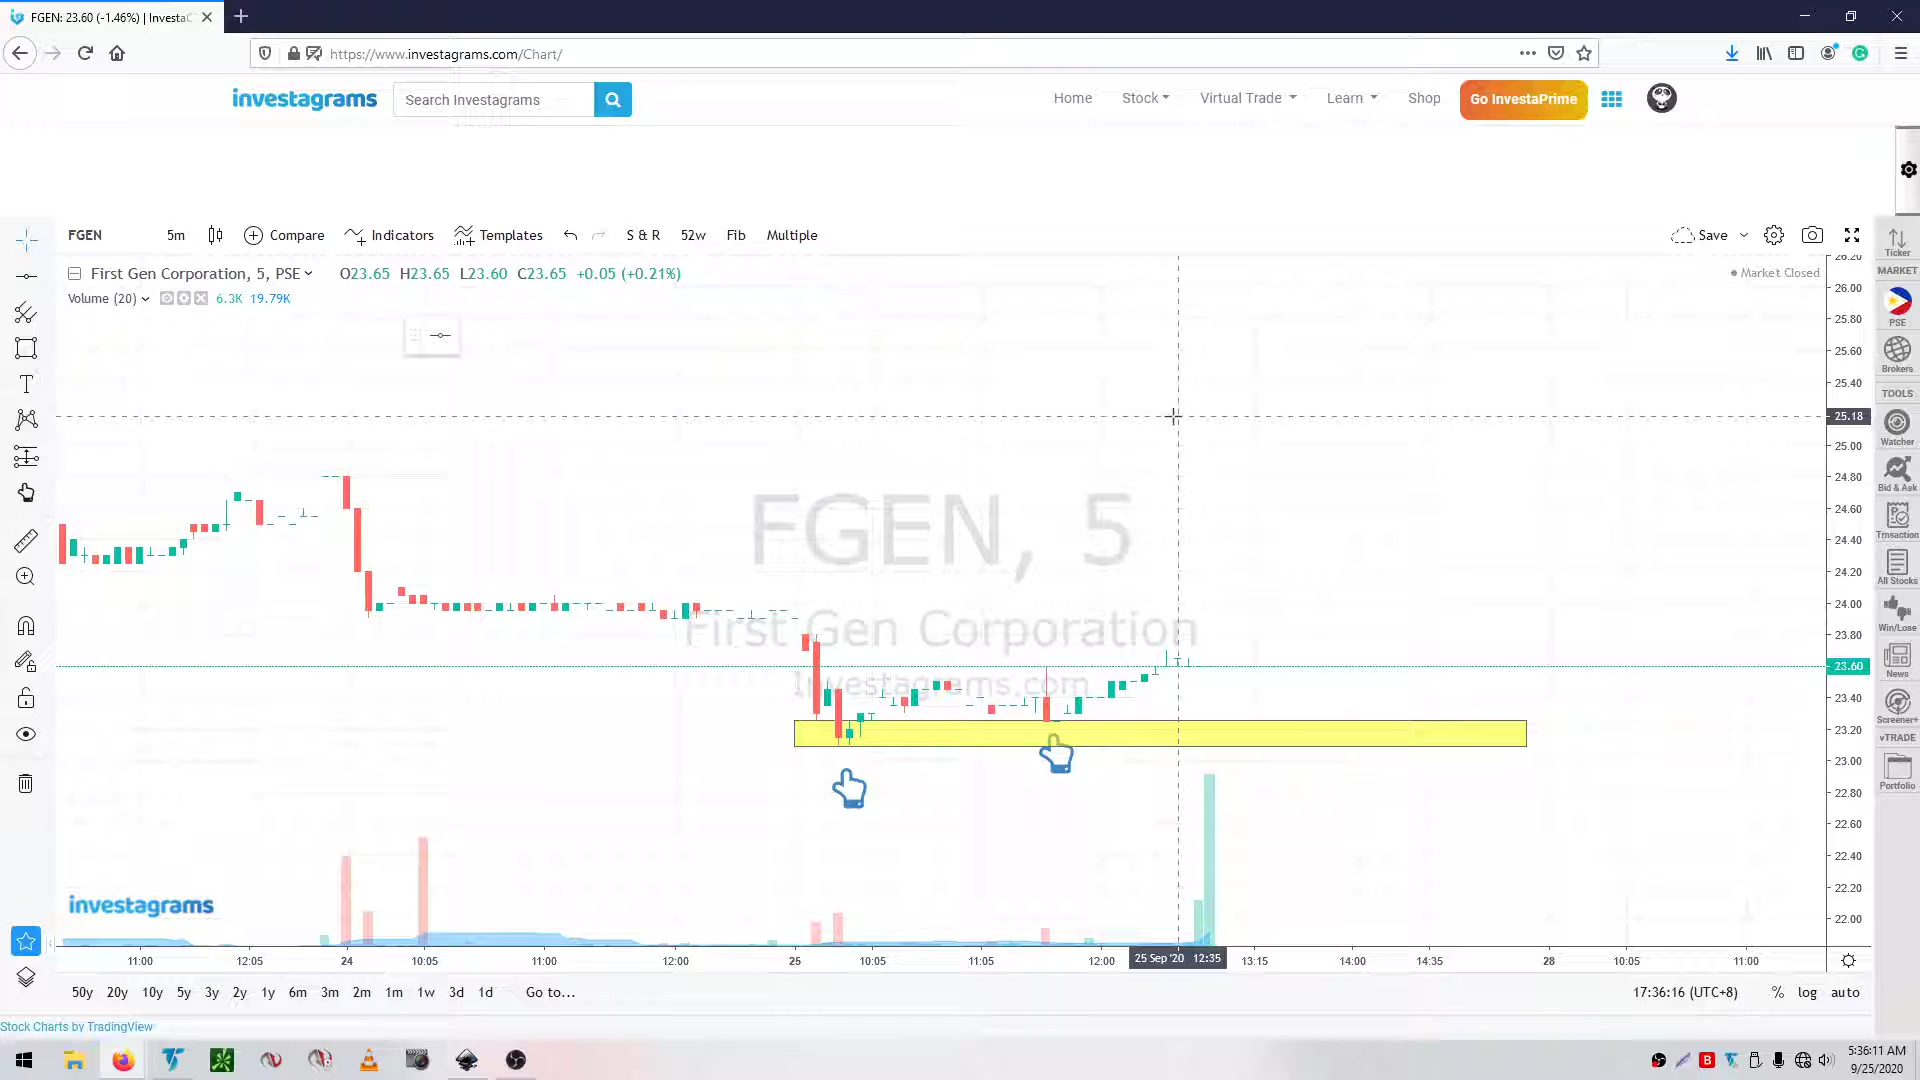 FGEN: 23.60 (-1.46%) | InvestaG
https://www.investagrams.com/Chart/
investagrams
Search Investagrams
Home
Stock
Virtual Trade
Learn
Shop
Go InvestaPrime
FGEN
5m
Compare
Indicators
Templates
S & R
52w
Fib
Multiple
Save
First Gen Corporation, 5, PSE
O23.65 H23.65 L23.60 C23.65 +0.05 (+0.21%)
Market Closed
Volume (20)
6.3K 19.79K
FGEN, 5
First Gen Corporation
Investagrams.com
26.20
26.00
25.80
25.60
25.40
25.18
25.00
24.80
24.60
24.40
24.20
24.00
23.80
23.60
23.40
23.20
23.00
22.80
22.60
22.40
22.20
22.00
Ticker
MARKET
PSE
Brokers
TOOLS
Watcher
Bid & Ask
Trnsaction
All Stocks
Win/Lose
News
Screener+
vTRADE
Portfolio
investagrams
11:00
12:05
24
10:05
11:00
12:00
25
10:05
11:05
12:00
25 Sep '20 12:35
13:15
14:00
14:35
28
10:05
11:00
50y 20y 10y 5y 3y 2y 1y 6m 3m 2m 1m 1w 3d 1d Go to...
17:36:16 (UTC+8)
% log auto
Stock Charts by TradingView
5:36:11 AM
9/25/2020